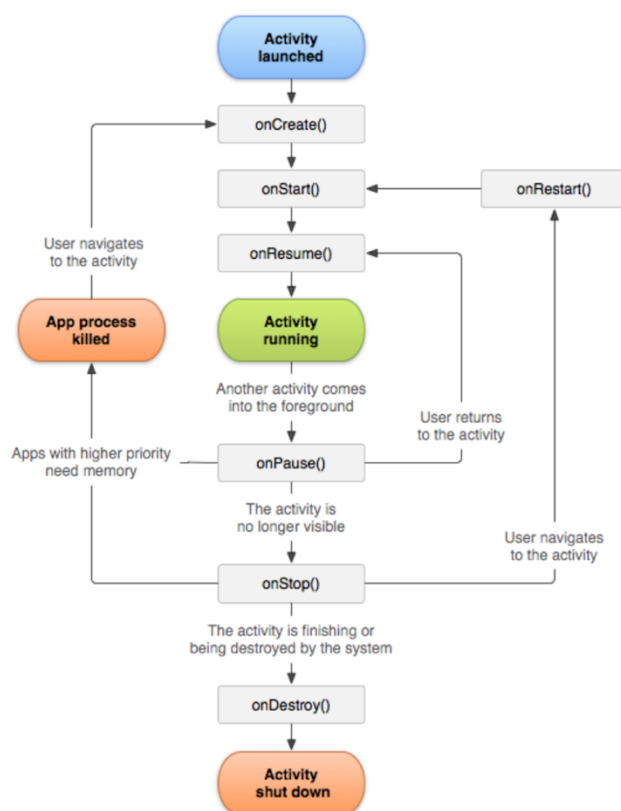 Activity
launched
onCreate()
onStart()
onRestart()
User navigates
to the activity
onResume()
App process
killed
Activity
running
Another activity comes
into the foreground
User returns
to the activity
Apps with higher priority
need memory
onPause()
The activity is
no longer visible
User navigates
to the activity
onStop()
The activity is finishing or
being destroyed by the system
onDestroy()
Activity
shut down